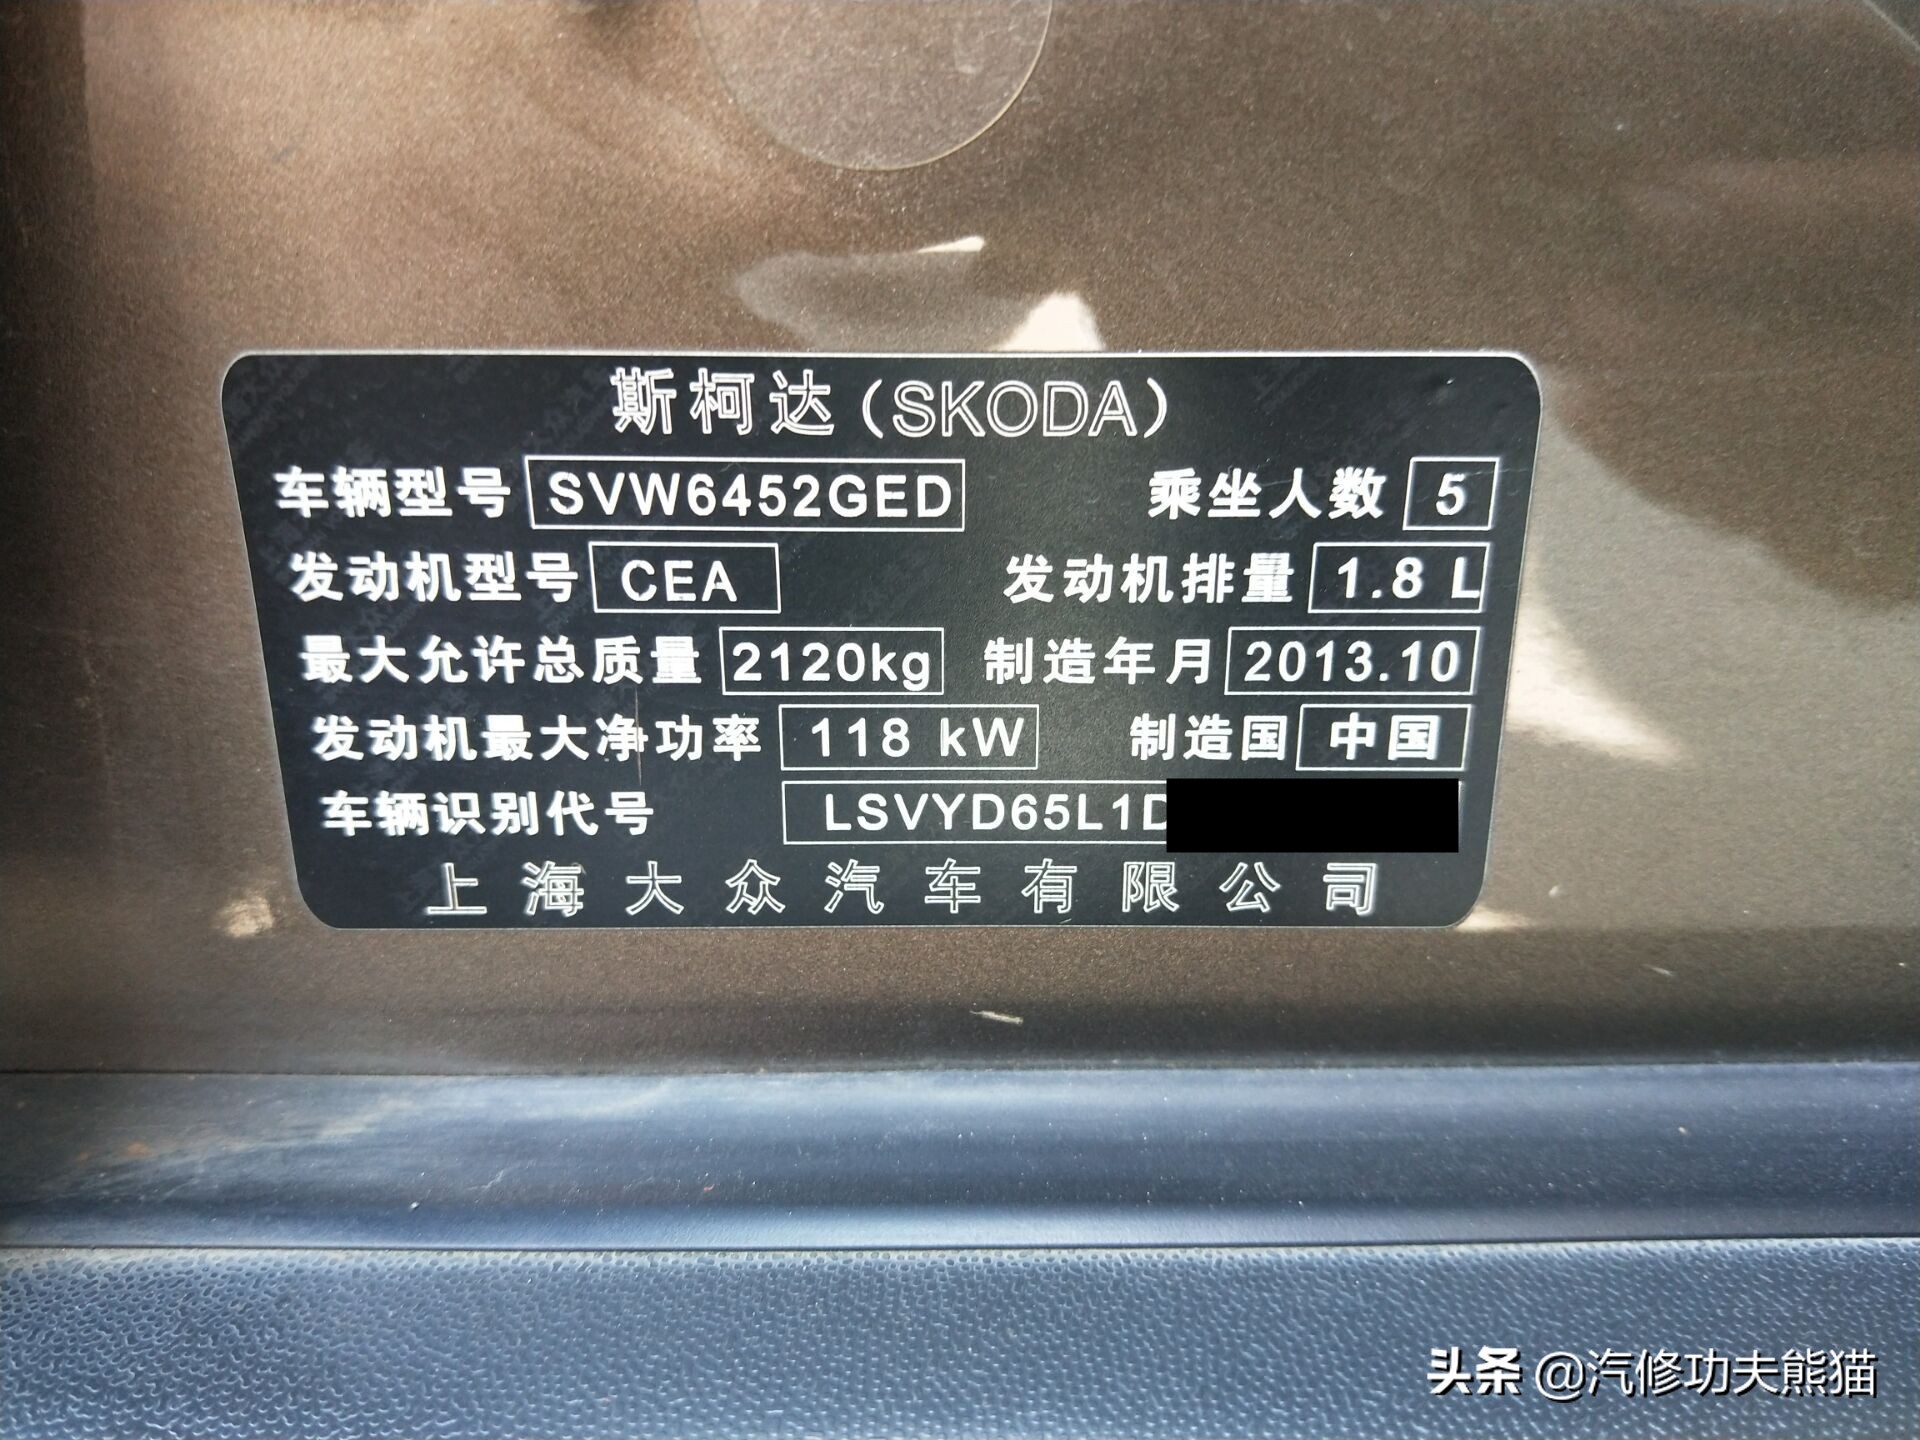 斯柯达(SKODA)
车辆型号 SVW6452GED 乘坐人数 5
发动机型号 CEA 发动机排量 1.8 L
最大允许总质量 2120kg 制造年月 2013.10
发动机最大净功率 118 kW 制造国 中国
车辆识别代号 LSVYD65L1D
上海大众汽车有限公司
头条 @汽修功夫熊猫